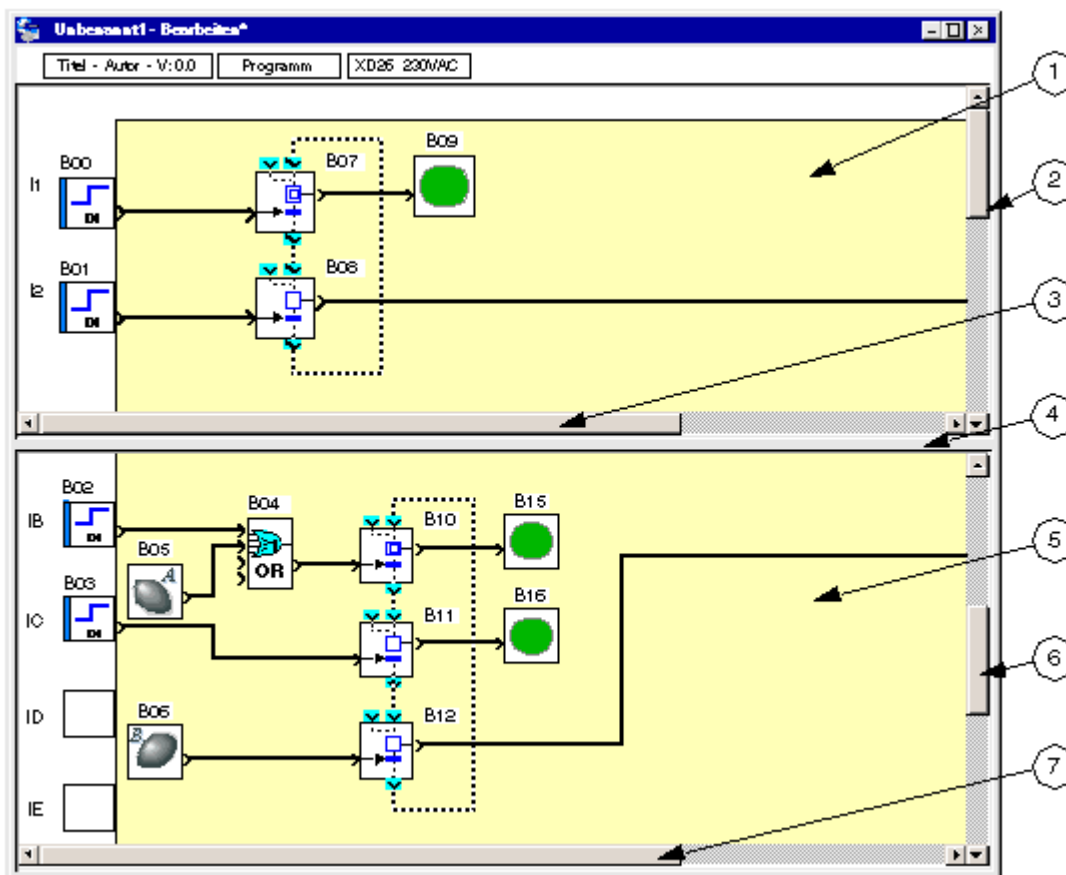 Unbenannt1 - Bearbeiten*
Titel - Autor - V: 0.0 Programm XD26 230VAC
1
B09
B00 B07
I1 2
DI
B01 B08
I2
DI 3
4
B02 B04 B10 B15
IB
DI B05 5
A OR
B03 B11 B16
IC
DI
6
ID B06 B12
B
7
IE